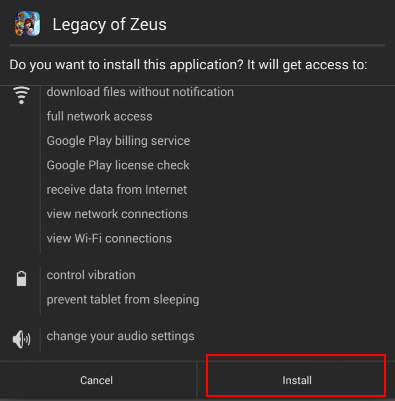 Legacy of Zeus
Do you want to install this application? It will get access to:
download files without notification
full network access
Google Play billing service
Google Play license check
receive data from Internet
view network connections
view Wi-Fi connections
control vibration
prevent tablet from sleeping
change your audio settings
Cancel
Install